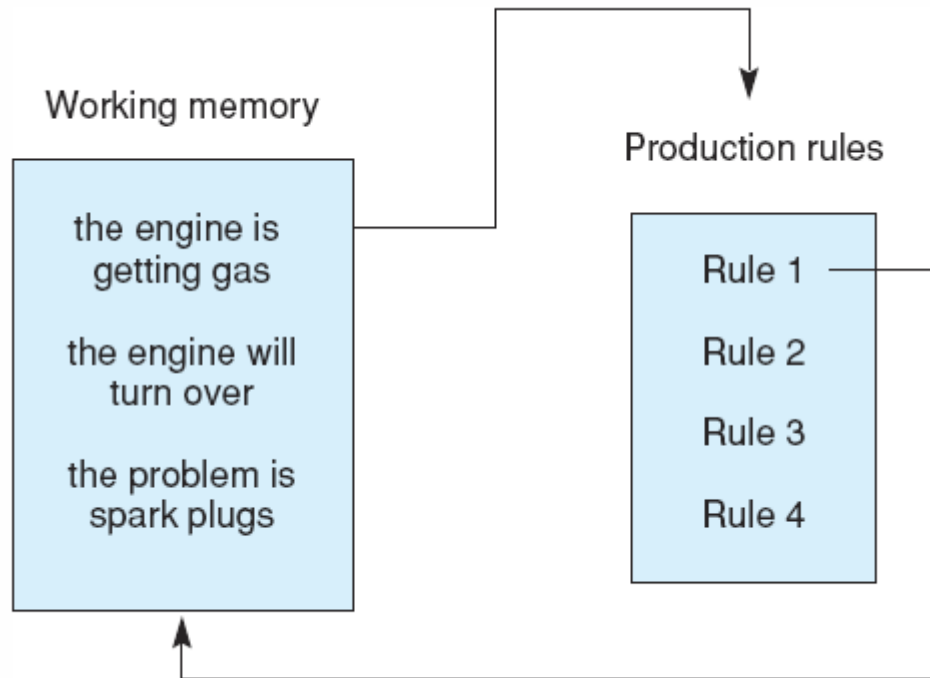 Working memory
the engine is
getting gas
the engine will
turn over
the problem is
spark plugs
Production rules
Rule 1
Rule 2
Rule 3
Rule 4